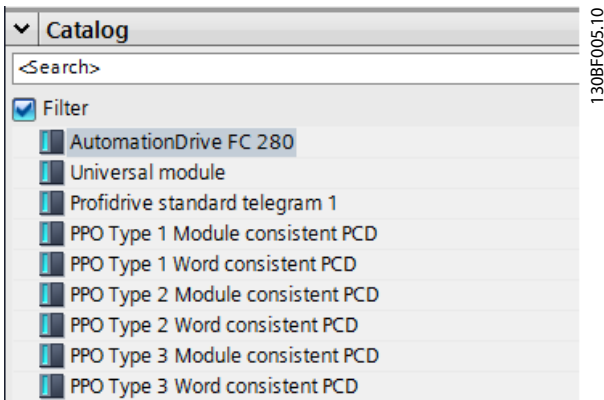 Catalog
<Search>
Filter
AutomationDrive FC 280
Universal module
Profidrive standard telegram 1
PPO Type 1 Module consistent PCD
PPO Type 1 Word consistent PCD
PPO Type 2 Module consistent PCD
PPO Type 2 Word consistent PCD
PPO Type 3 Module consistent PCD
PPO Type 3 Word consistent PCD
130BF005.10